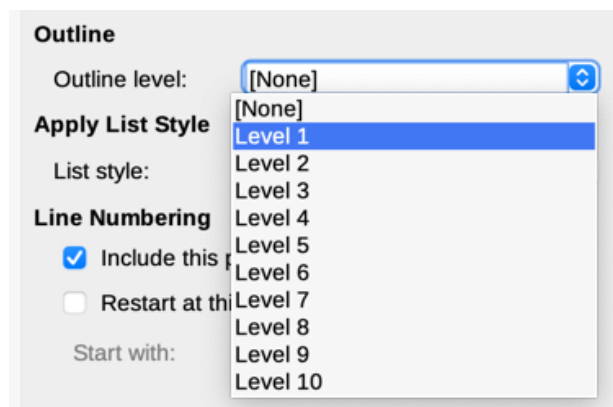 Outline
Outline level: [None]
[None]
Apply List Style
Level 1
Level 2
List style:
Level 3
Line Numbering
Level 4
Level 5
Include this
Level 6
Level 7
Restart at thi
Level 8
Start with:
Level 9
Level 10